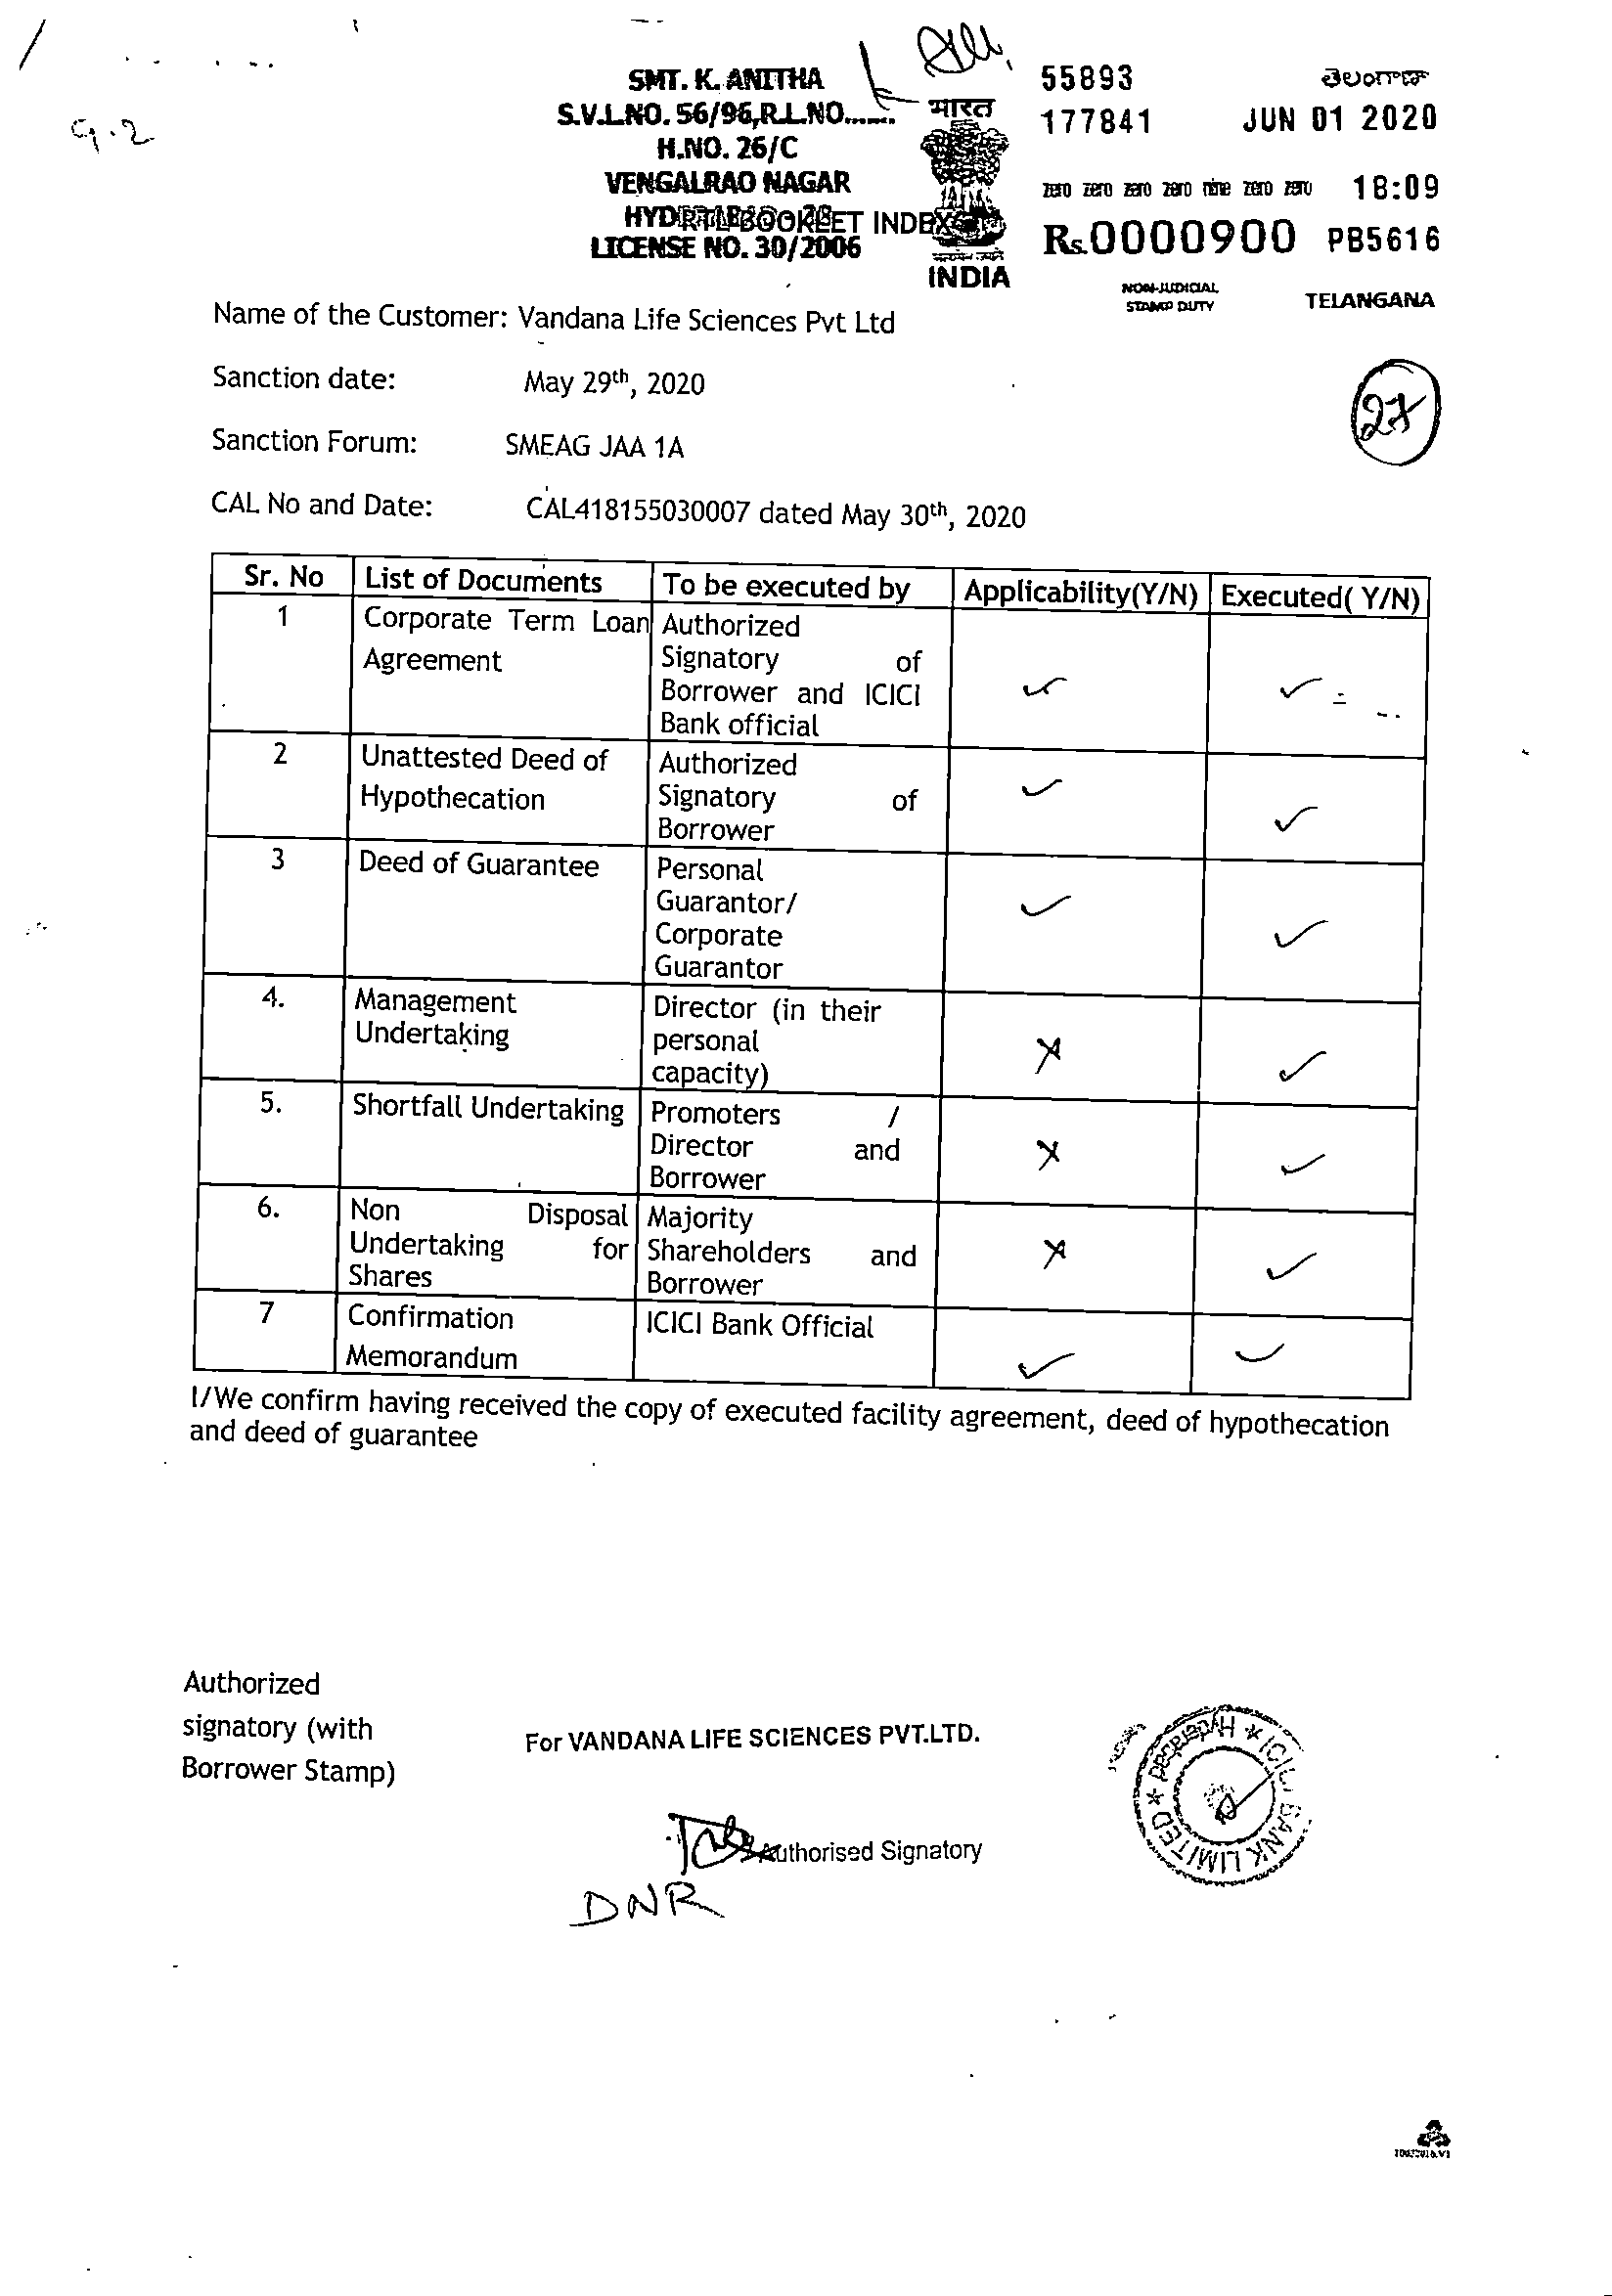 9.2
SMT. K. ANITHA
S.V.L.NO. 56/96,R.L.NO.......
H.NO. 26/C
VENGALRAO NAGAR
RTL BOOKLET INDEX
LICENSE NO. 30/2006
भारत
INDIA
55893 తెలంగాణ
177841 JUN 01 2020
zero zero zero zero nine zero zero 18:09
Rs.0000900 PB5616
NON-JUDICIAL
STAMP DUTY TELANGANA
27
Name of the Customer: Vandana Life Sciences Pvt Ltd
Sanction date: May 29th, 2020
Sanction Forum: SMEAG JAA 1A
CAL No and Date: CAL418155030007 dated May 30th, 2020
Sr. No List of Documents To be executed by Applicability(Y/N) Executed( Y/N)
1 Corporate Term Loan Authorized
Agreement Signatory of
Borrower and ICICI ✓ ✓
Bank official
2 Unattested Deed of Authorized
Hypothecation Signatory of ✓ ✓
Borrower
3 Deed of Guarantee Personal
Guarantor/ ✓ ✓
Corporate
Guarantor
4. Management Director (in their
Undertaking personal ✗ ✓
capacity)
5. Shortfall Undertaking Promoters /
Director and ✗ ✓
Borrower
6. Non Disposal Majority
Undertaking for Shareholders and ✗ ✓
Shares Borrower
7 Confirmation ICICI Bank Official
Memorandum ✓ ✓
I/We confirm having received the copy of executed facility agreement, deed of hypothecation
and deed of guarantee
Authorized
signatory (with
Borrower Stamp)
For VANDANA LIFE SCIENCES PVT.LTD.
Authorised Signatory
DNR
ICICI BANK LIMITED * Hyderabad *